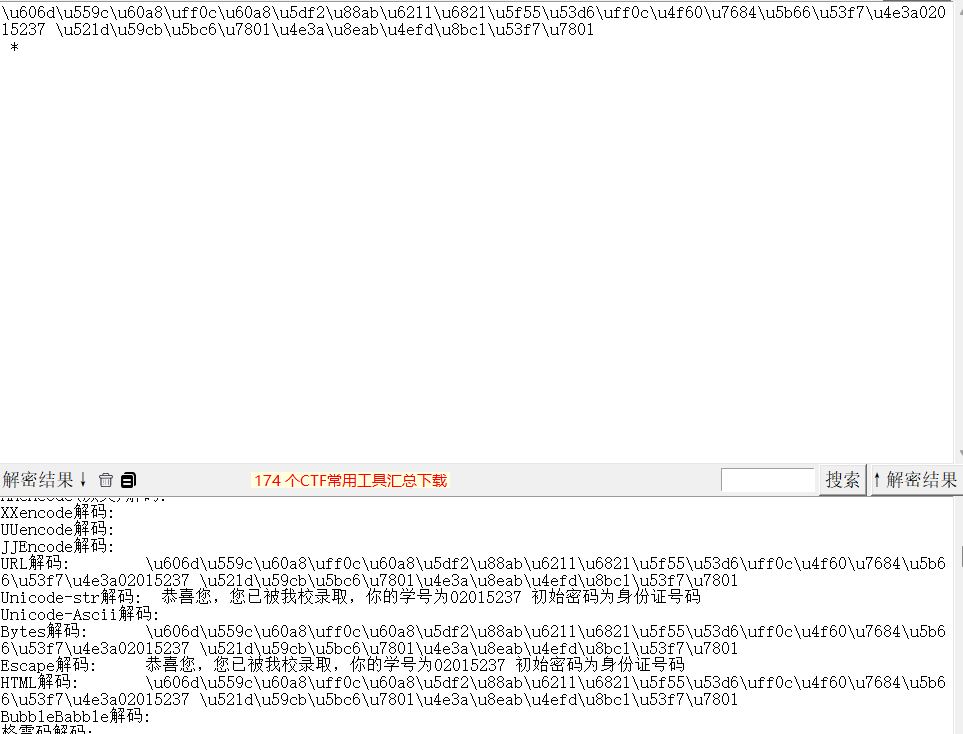 \u606d\u559c\u60a8\uff0c\u60a8\u5df2\u88ab\u6211\u6821\u5f55\u53d6\uff0c\u4f60\u7684\u5b66\u53f7\u4e3a020
15237 \u521d\u59cb\u5bc6\u7801\u4e3a\u8eab\u4efd\u8bc1\u53f7\u7801
*
解密结果↓ 174 个CTF常用工具汇总下载 搜索 ↑解密结果
XXencode解码:
UUencode解码:
JJEncode解码:
URL解码: \u606d\u559c\u60a8\uff0c\u60a8\u5df2\u88ab\u6211\u6821\u5f55\u53d6\uff0c\u4f60\u7684\u5b6
6\u53f7\u4e3a02015237 \u521d\u59cb\u5bc6\u7801\u4e3a\u8eab\u4efd\u8bc1\u53f7\u7801
Unicode-str解码: 恭喜您，您已被我校录取，你的学号为02015237 初始密码为身份证号码
Unicode-Ascii解码:
Bytes解码: \u606d\u559c\u60a8\uff0c\u60a8\u5df2\u88ab\u6211\u6821\u5f55\u53d6\uff0c\u4f60\u7684\u5b6
6\u53f7\u4e3a02015237 \u521d\u59cb\u5bc6\u7801\u4e3a\u8eab\u4efd\u8bc1\u53f7\u7801
Escape解码: 恭喜您，您已被我校录取，你的学号为02015237 初始密码为身份证号码
HTML解码: \u606d\u559c\u60a8\uff0c\u60a8\u5df2\u88ab\u6211\u6821\u5f55\u53d6\uff0c\u4f60\u7684\u5b6
6\u53f7\u4e3a02015237 \u521d\u59cb\u5bc6\u7801\u4e3a\u8eab\u4efd\u8bc1\u53f7\u7801
BubbleBabble解码:
格雷码解码: